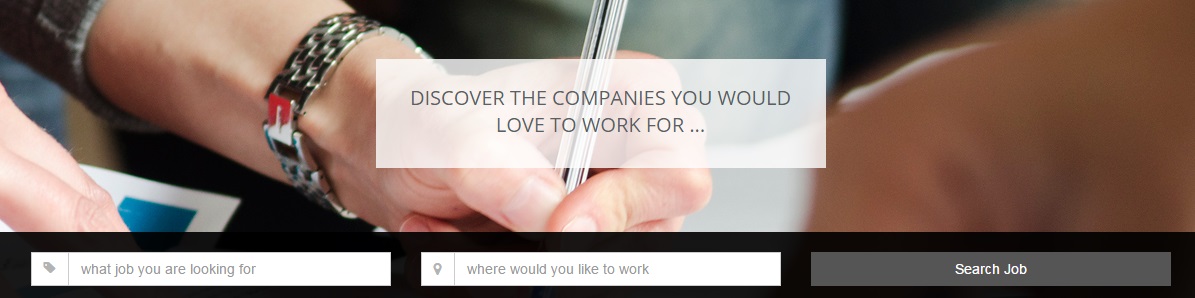 DISCOVER THE COMPANIES YOU WOULD
LOVE TO WORK FOR ...
what job you are looking for
where would you like to work
Search Job